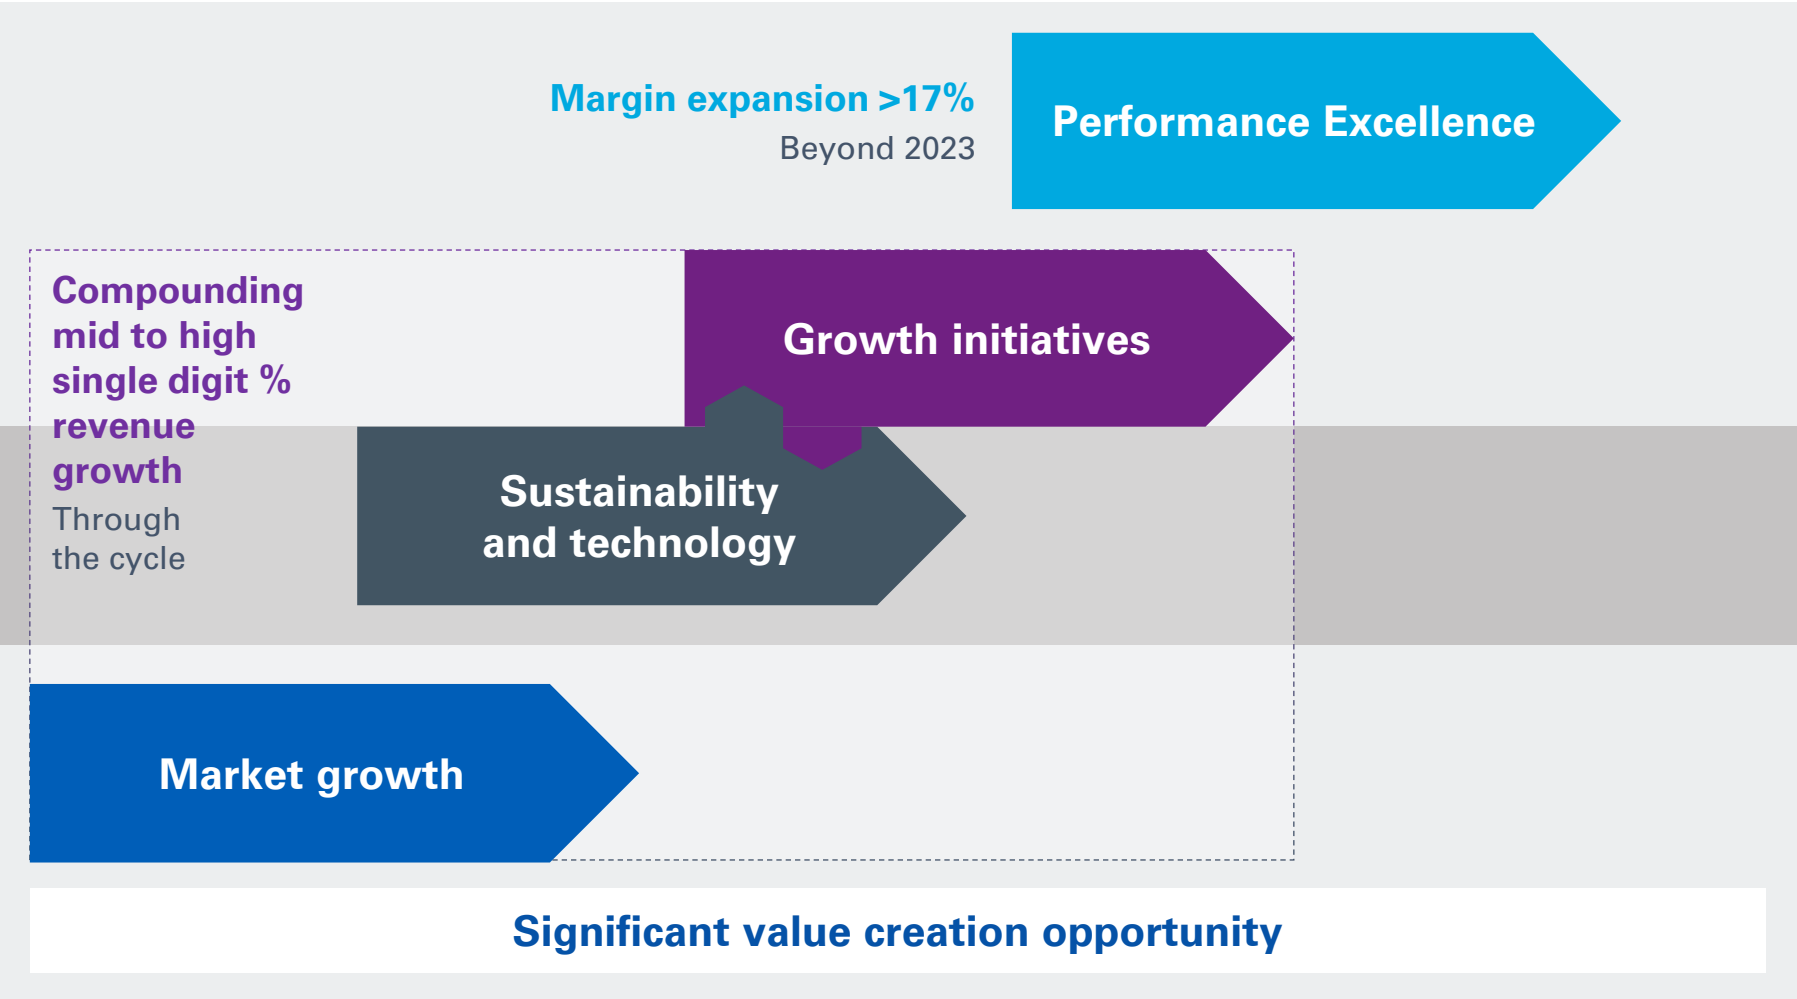 Margin expansion >17%
Beyond 2023
Performance Excellence
Compounding
mid to high
single digit %
revenue
growth
Through
the cycle
Growth initiatives
Sustainability
and technology
Market growth
Significant value creation opportunity